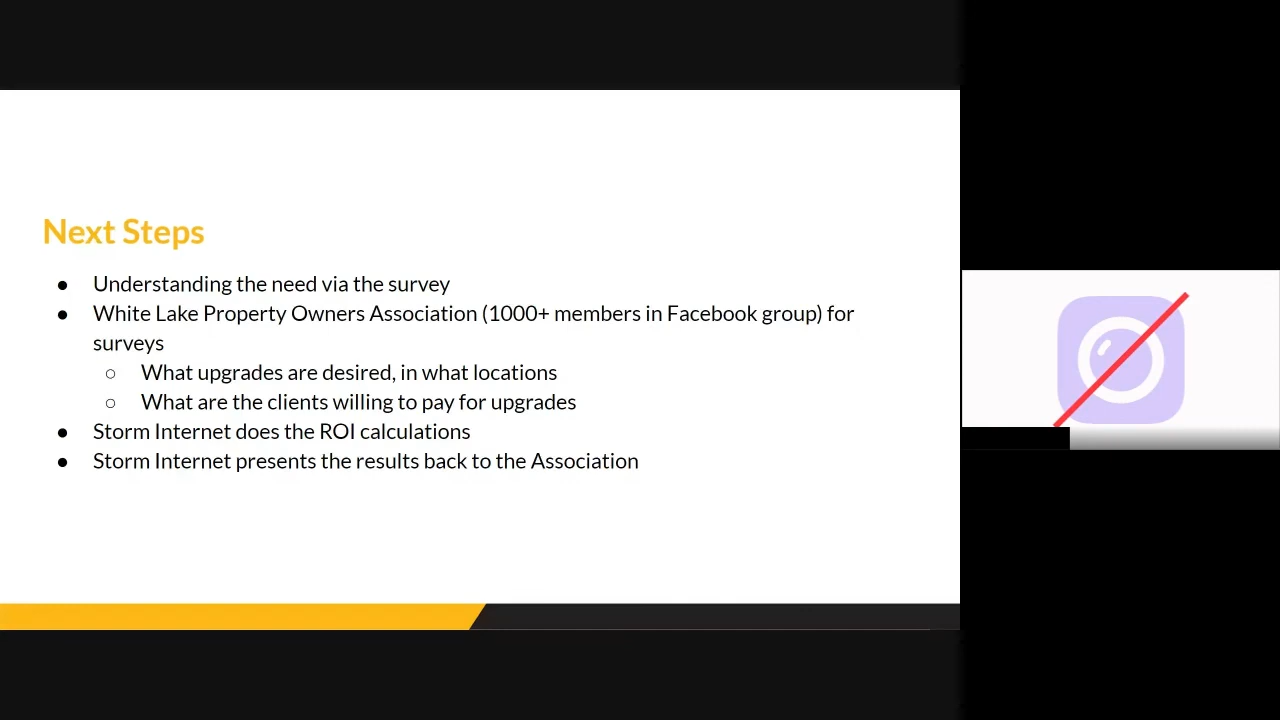 Next Steps
● Understanding the need via the survey
● White Lake Property Owners Association (1000+ members in Facebook group) for
surveys
○ What upgrades are desired, in what locations
○ What are the clients willing to pay for upgrades
● Storm Internet does the ROI calculations
● Storm Internet presents the results back to the Association